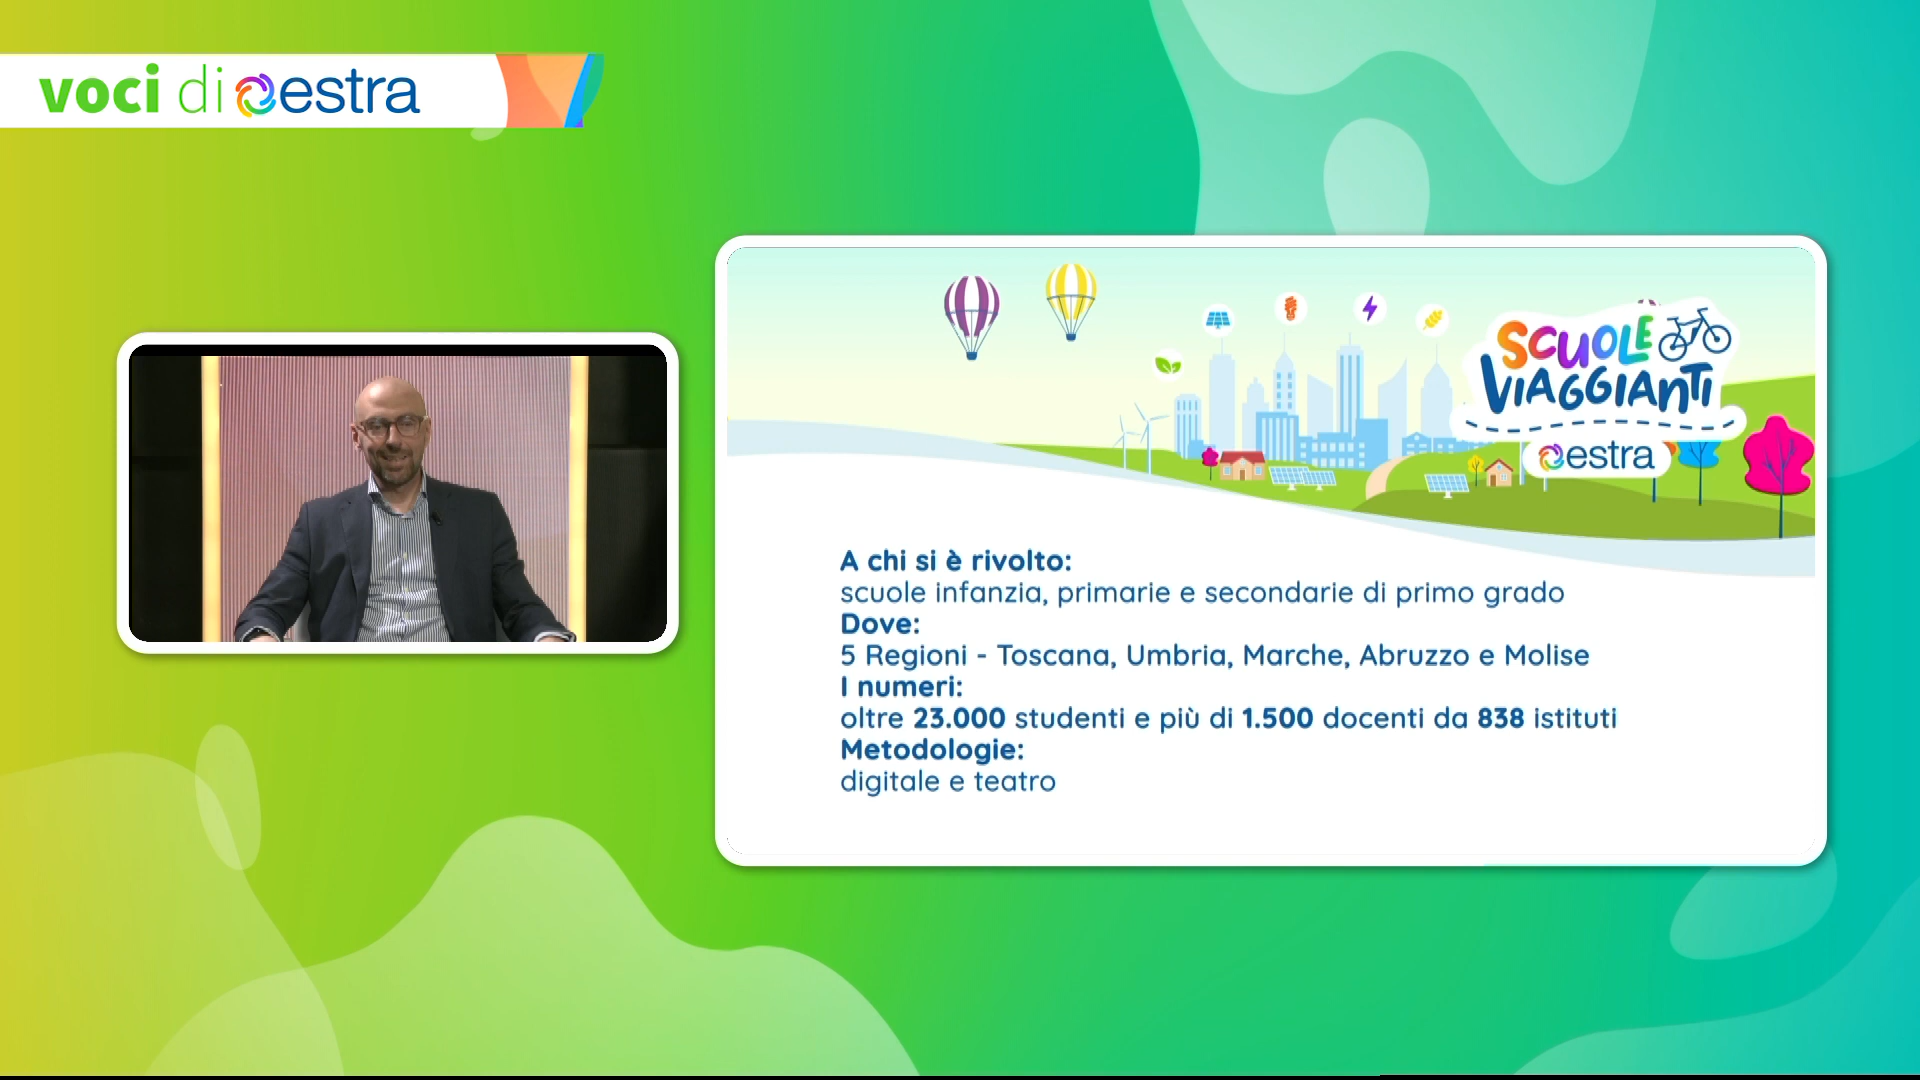 voci di estra
SCUOLE
VIAGGIANTI
estra
A chi si è rivolto:
scuole infanzia, primarie e secondarie di primo grado
Dove:
5 Regioni - Toscana, Umbria, Marche, Abruzzo e Molise
I numeri:
oltre 23.000 studenti e più di 1.500 docenti da 838 istituti
Metodologie:
digitale e teatro